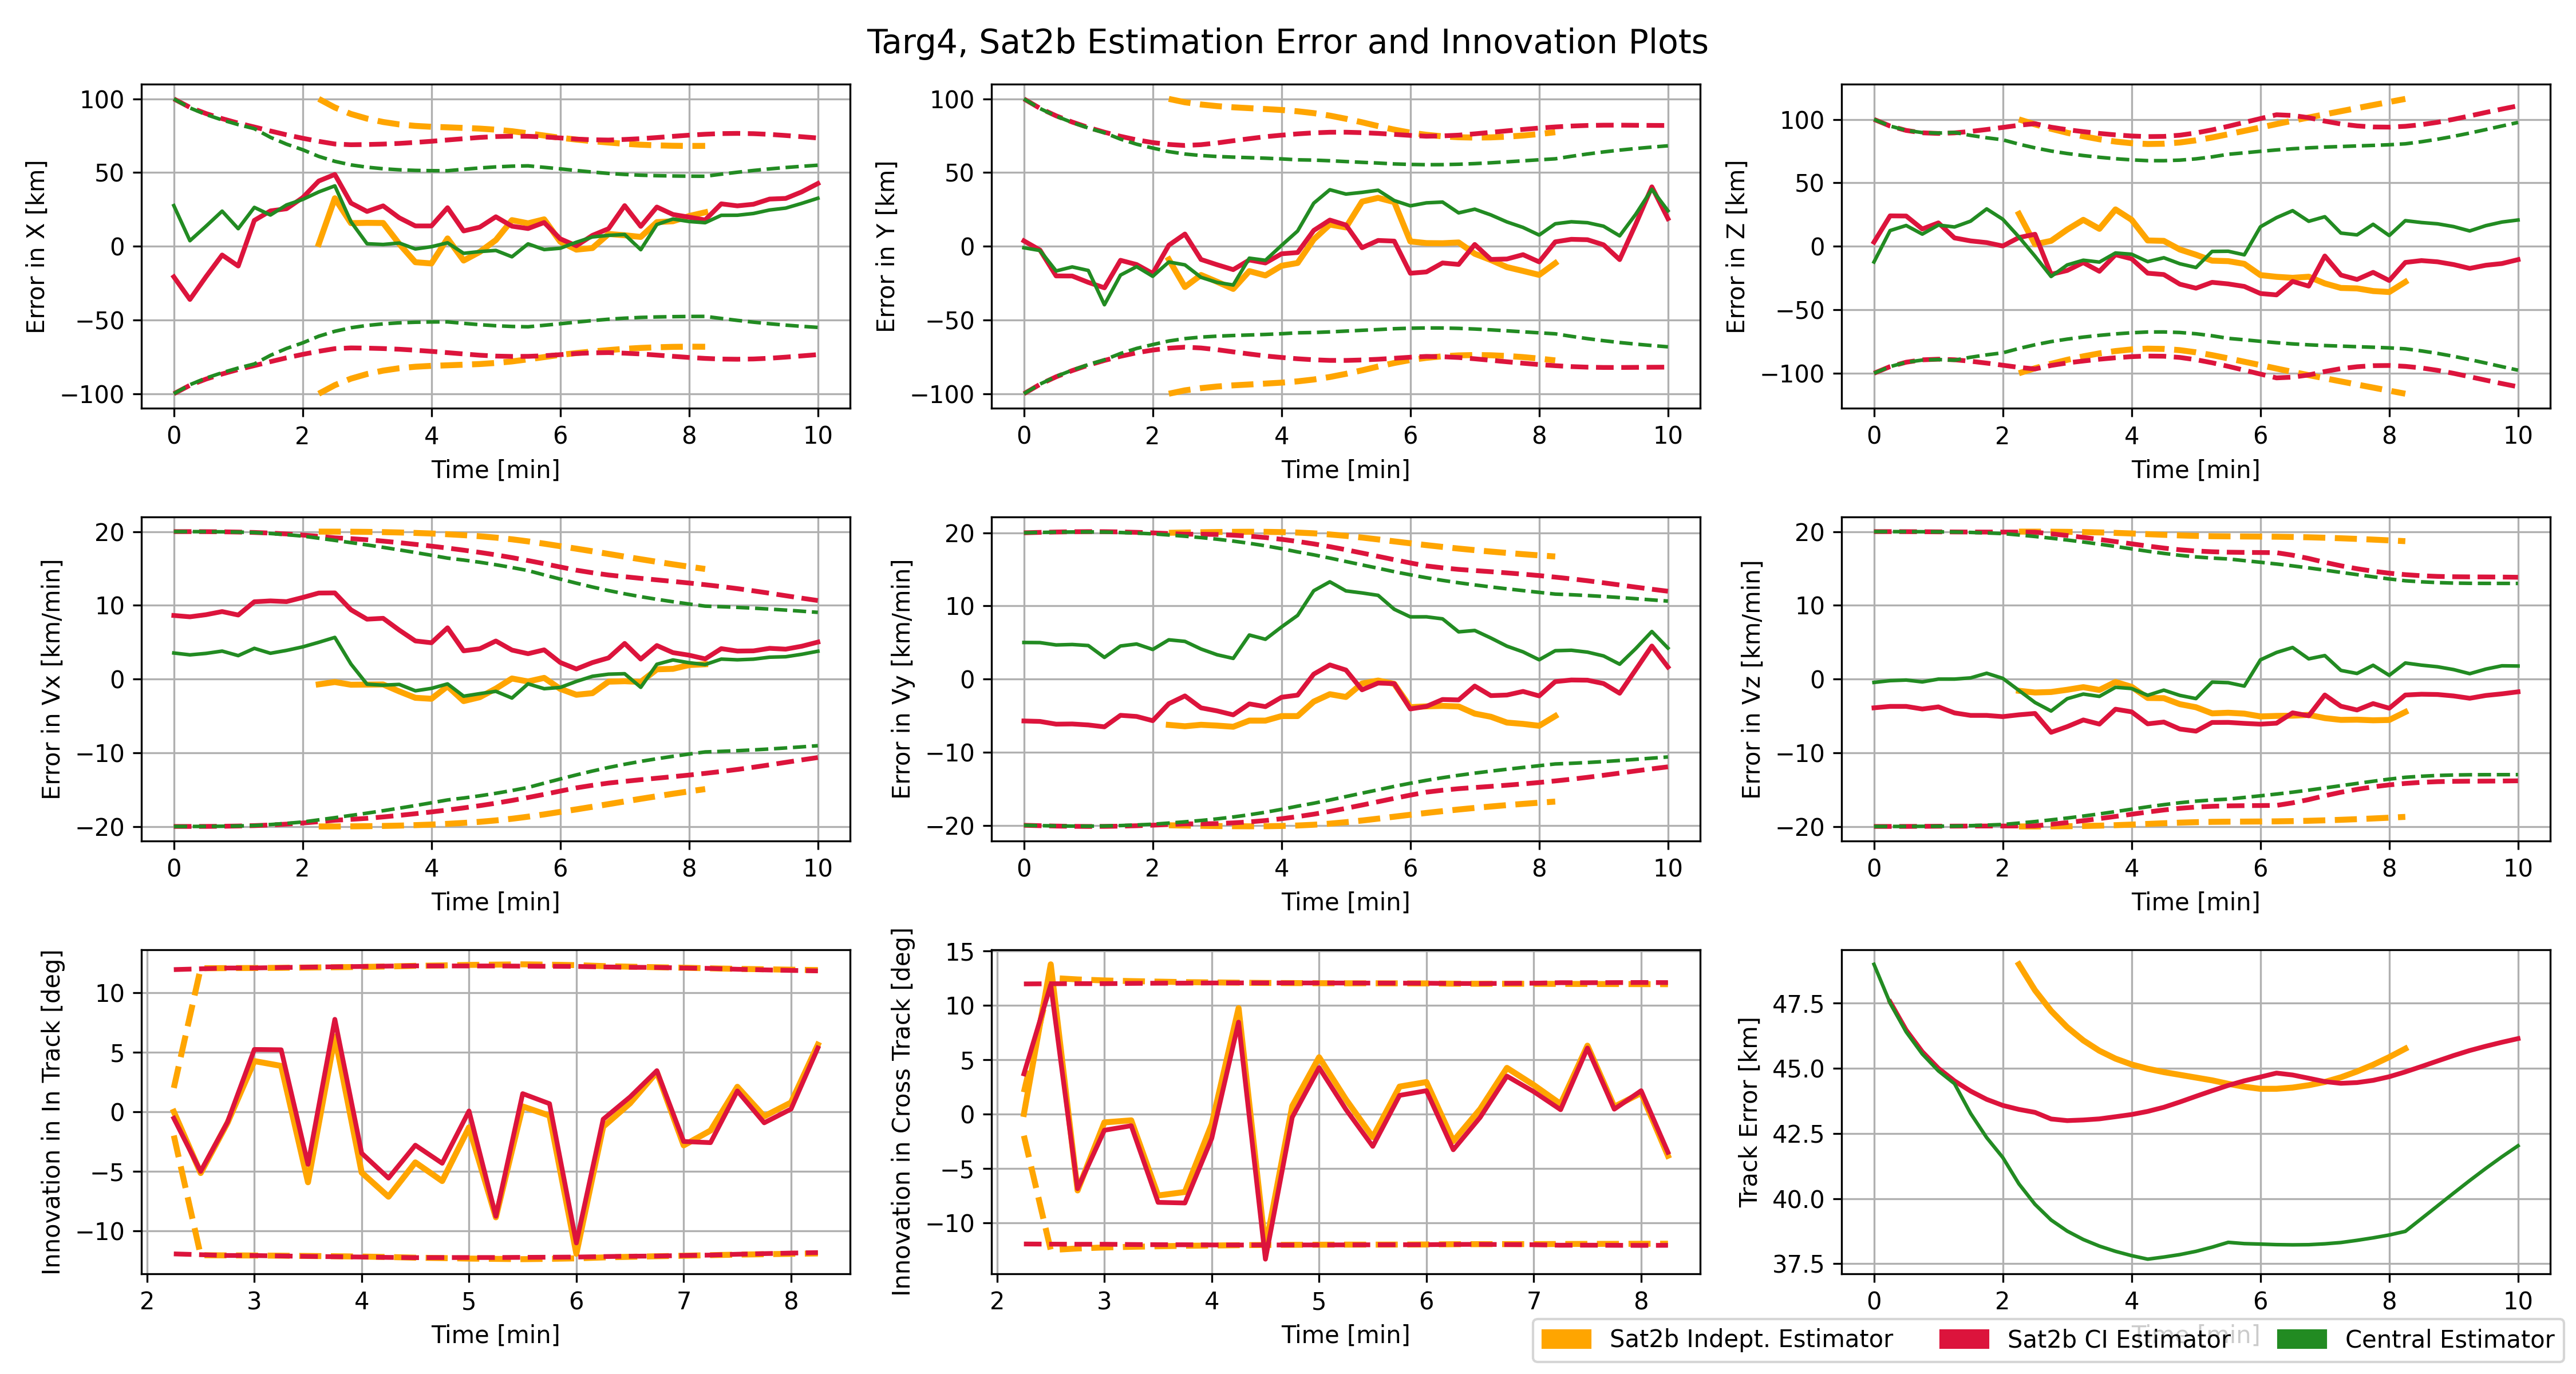 Targ4, Sat2b Estimation Error and Innovation Plots
Error in X [km]
100
50
0
−50
−100
0 2 4 6 8 10
Time [min]
Error in Y [km]
100
50
0
−50
−100
0 2 4 6 8 10
Time [min]
Error in Z [km]
100
50
0
−50
−100
0 2 4 6 8 10
Time [min]
Error in Vx [km/min]
20
10
0
−10
−20
0 2 4 6 8 10
Time [min]
Error in Vy [km/min]
20
10
0
−10
−20
0 2 4 6 8 10
Time [min]
Error in Vz [km/min]
20
10
0
−10
−20
0 2 4 6 8 10
Time [min]
Innovation in In Track [deg]
10
5
0
−5
−10
2 3 4 5 6 7 8
Time [min]
Innovation in Cross Track [deg]
15
10
5
0
−5
−10
2 3 4 5 6 7 8
Time [min]
Track Error [km]
47.5
45.0
42.5
40.0
37.5
0 2 4 6 8 10
Time [min]
Sat2b Indept. Estimator Sat2b CI Estimator Central Estimator